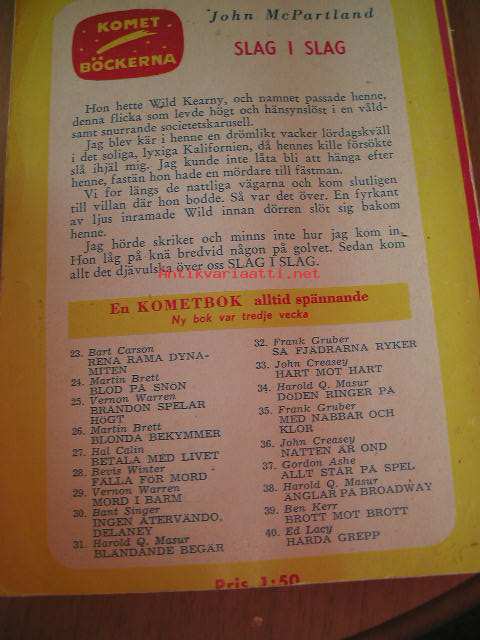 KOMET
BÖCKERNA
John McPartland
SLAG I SLAG
Hon hette Wild Kearny, och namnet passade henne,
denna flicka som levde högt och hänsynslöst i en våld-
samt snurrande societetskarusell.
Jag blev kär i henne en drömlikt vacker lördagskväll
i det soliga, lyxiga Kalifornien, då hennes kille försökte
slå ihjäl mig. Jag kunde inte låta bli att hänga efter
henne, fastän hon hade en mördare till fästman.
Vi for längs de nattliga vägarna och kom slutligen
till villan där hon bodde. Så var det över. En fyrkant
av ljus inramade Wild innan dörren slöt sig bakom
henne.
Jag hörde skriket och minns inte hur jag kom in.
Hon låg på knä bredvid någon på golvet. Sedan kom
allt det djävulska över oss SLAG I SLAG.
Antikvariaatti.net
En KOMETBOK alltid spännande
Ny bok var tredje vecka
23. Bart Carson
RENA RAMA DYNA-
MITEN
24. Martin Brett
BLOD PÅ SNÖN
25. Vernon Warren
BRANDON SPELAR
HÖGT
26. Martin Brett
BLONDA BEKYMMER
27. Hal Calin
BETALA MED LIVET
28. Bevis Winter
FÄLLA FÖR MORD
29. Vernon Warren
MORD I BARM
30. Bant Singer
INGEN ÅTERVÄNDO,
DELANEY
31. Harold Q. Masur
BLÄNDANDE BEGÄR
32. Frank Gruber
SÅ FJÄDRARNA RYKER
33. John Creasey
HÅRT MOT HÅRT
34. Harold Q. Masur
DÖDEN RINGER PÅ
35. Frank Gruber
MED NÄBBAR OCH
KLOR
36. John Creasey
NATTEN ÄR OND
37. Gordon Ashe
ALLT STÅR PÅ SPEL
38. Harold Q. Masur
ÄNGLAR PÅ BROADWAY
39. Ben Kerr
BROTT MOT BROTT
40. Ed Lacy
HÅRDA GREPP
Pris 1:50